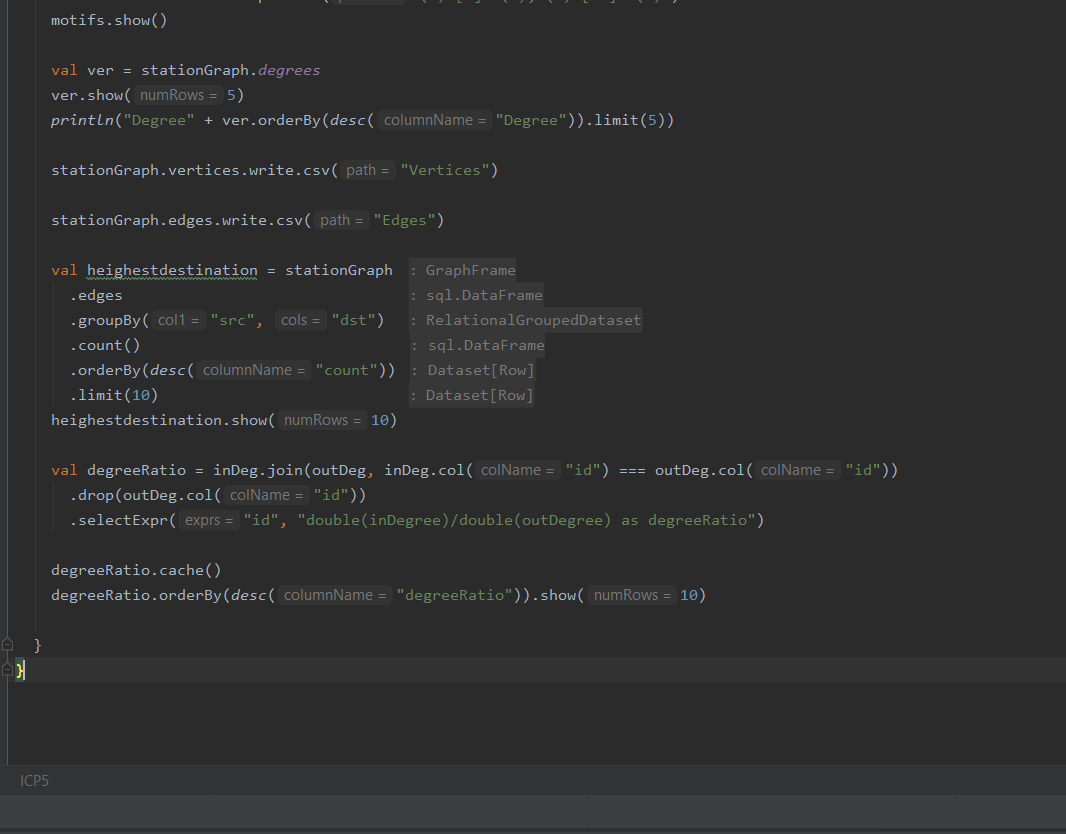 motifs.show()
val ver = stationGraph.degrees
ver.show( numRows = 5)
println("Degree" + ver.orderBy(desc( columnName = "Degree")).limit(5))
stationGraph.vertices.write.csv( path = "Vertices")
stationGraph.edges.write.csv( path = "Edges")
val heighestdestination = stationGraph : GraphFrame
.edges : sql.DataFrame
.groupBy( col1 = "src", cols = "dst") : RelationalGroupedDataset
.count() : sql.DataFrame
.orderBy(desc( columnName = "count")) : Dataset[Row]
.limit(10) : Dataset[Row]
heighestdestination.show( numRows = 10)
val degreeRatio = inDeg.join(outDeg, inDeg.col( colName = "id") === outDeg.col( colName = "id"))
.drop(outDeg.col( colName = "id"))
.selectExpr( exprs = "id", "double(inDegree)/double(outDegree) as degreeRatio")
degreeRatio.cache()
degreeRatio.orderBy(desc( columnName = "degreeRatio")).show( numRows = 10)
}
}
ICP5